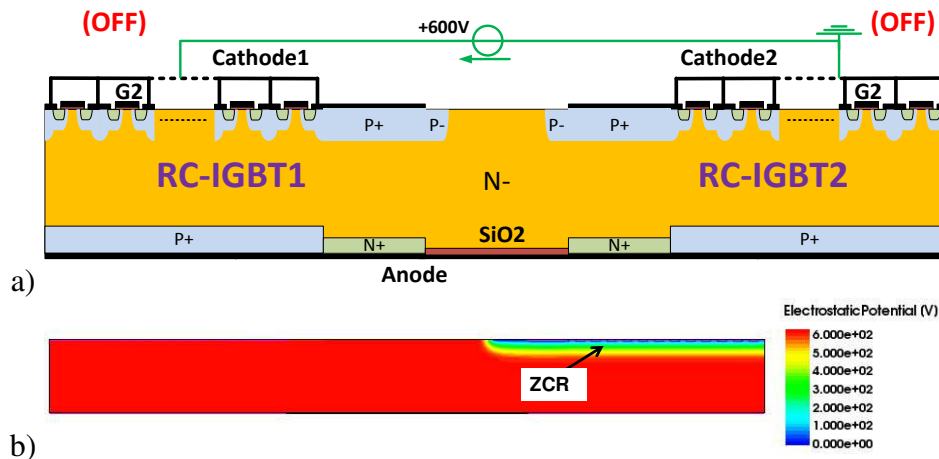 (OFF) +600V (OFF)
Cathode1 Cathode2
G2 G2
P+ P- P- P+
RC-IGBT1 N- RC-IGBT2
P+ N+ SiO2 N+ P+
Anode
a)
ElectrostaticPotential (V)
6.000e+02
5.000e+02
4.000e+02
3.000e+02
2.000e+02
1.000e+02
0.000e+00
ZCR
b)